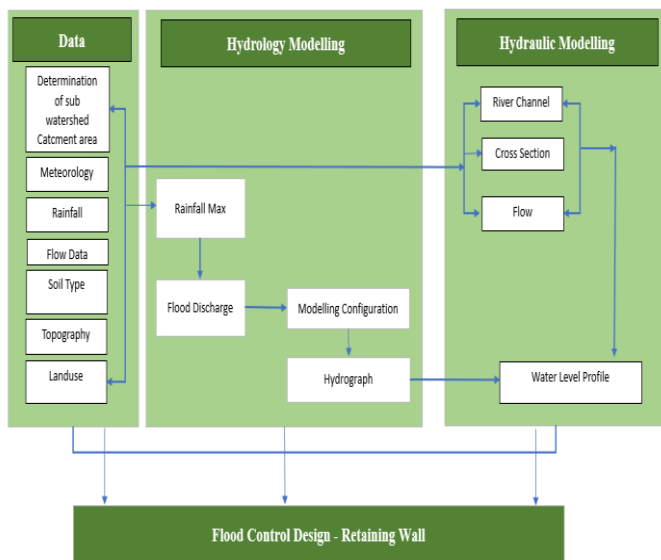 Data
Determination
of sub
watershed
Catcment area
Meteorology
Rainfall
Flow Data
Soil Type
Topography
Landuse
Hydrology Modelling
Rainfall Max
Flood Discharge
Modelling Configuration
Hydrograph
Hydraulic Modelling
River Channel
Cross Section
Flow
Water Level Profile
Flood Control Design - Retaining Wall